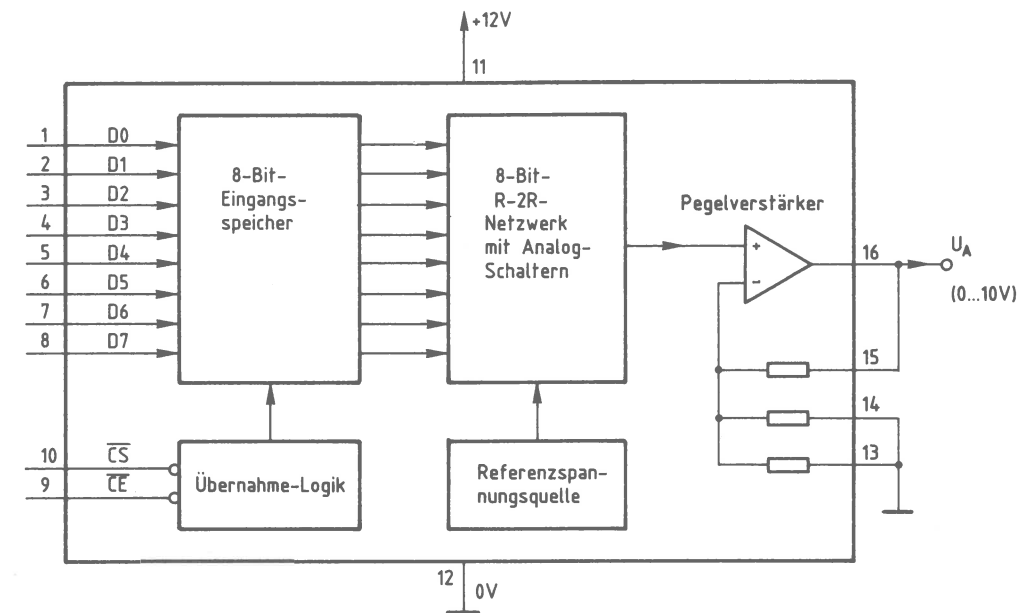 +12V
11
1 D0
2 D1
3 D2
4 D3
5 D4
6 D5
7 D6
8 D7
8-Bit-
Eingangs-
speicher
8-Bit-
R-2R-
Netzwerk
mit Analog-
Schaltern
Pegelverstärker
+
-
16
U_A
(0...10V)
15
14
13
10 C̅S̅
9 C̅E̅
Übernahme-Logik
Referenzspan-
nungsquelle
12
0V